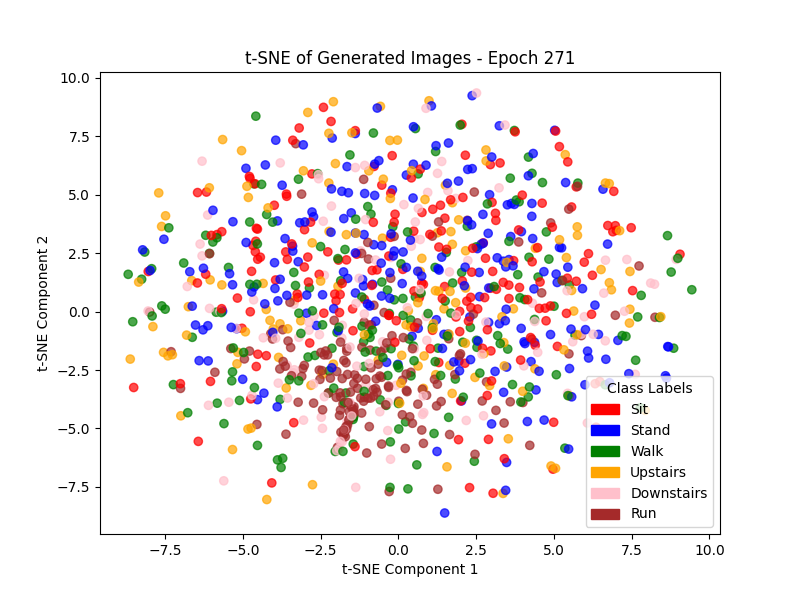 t-SNE of Generated Images - Epoch 271
10.0
7.5
5.0
2.5
0.0
−2.5
−5.0
−7.5
t-SNE Component 2
Class Labels
Sit
Stand
Walk
Upstairs
Downstairs
Run
−7.5 −5.0 −2.5 0.0 2.5 5.0 7.5 10.0
t-SNE Component 1